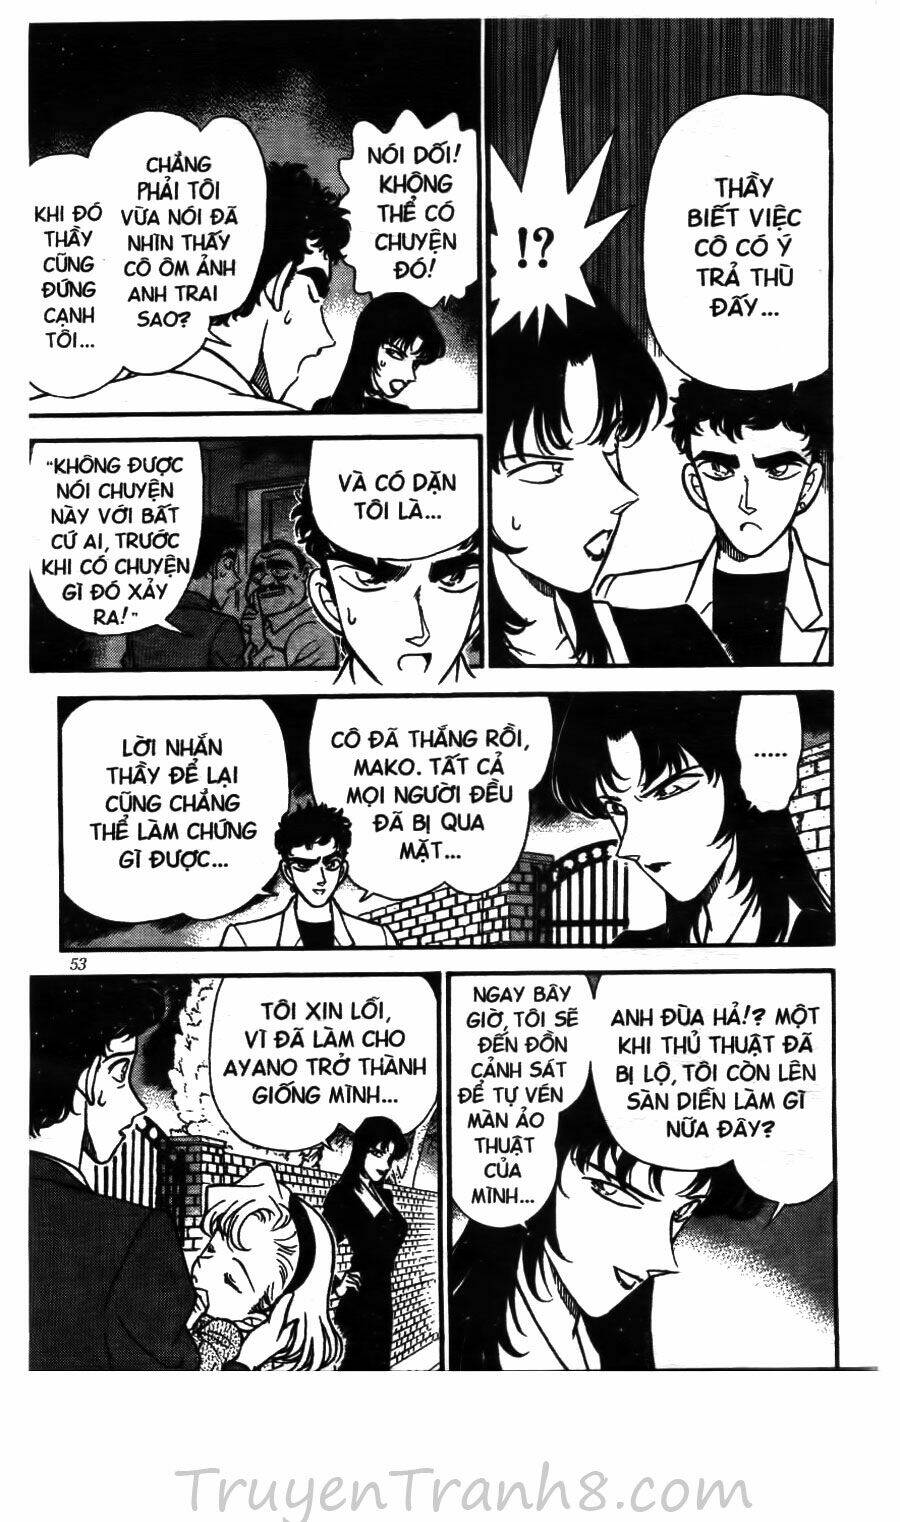 THẦY
BIẾT VIỆC
CÔ CÓ Ý
TRẢ THÙ
ĐẤY...
!?
NÓI DỐI!
KHÔNG
THỂ CÓ
CHUYỆN
ĐÓ!
CHẲNG
PHẢI TÔI
VỪA NÓI ĐÃ
NHÌN THẤY
CÔ ÔM ẢNH
ANH TRAI
SAO?
KHI ĐÓ
THẦY
CŨNG
ĐỨNG
CẠNH
TÔI...
VÀ CÓ DẶN
TÔI LÀ...
"KHÔNG ĐƯỢC
NÓI CHUYỆN
NÀY VỚI BẤT
CỨ AI, TRƯỚC
KHI CÓ CHUYỆN
GÌ ĐÓ XẢY
RA!"
.....
CÔ ĐÃ THẮNG RỒI,
MAKO. TẤT CẢ
MỌI NGƯỜI ĐỀU
ĐÃ BỊ QUA
MẶT...
LỜI NHẮN
THẦY ĐỂ LẠI
CŨNG CHẲNG
THỂ LÀM CHỨNG
GÌ ĐƯỢC...
53
ANH ĐÙA HẢ!? MỘT
KHI THỦ THUẬT ĐÃ
BỊ LỘ, TÔI CÒN LÊN
SÀN DIỄN LÀM GÌ
NỮA ĐÂY?
NGAY BÂY
GIỜ, TÔI SẼ
ĐẾN ĐỒN
CẢNH SÁT
ĐỂ TỰ VÉN
MÀN ẢO
THUẬT
CỦA
MÌNH...
TÔI XIN LỐI,
VÌ ĐÃ LÀM CHO
AYANO TRỞ THÀNH
GIỐNG MÌNH...
TruyenTranh8.com